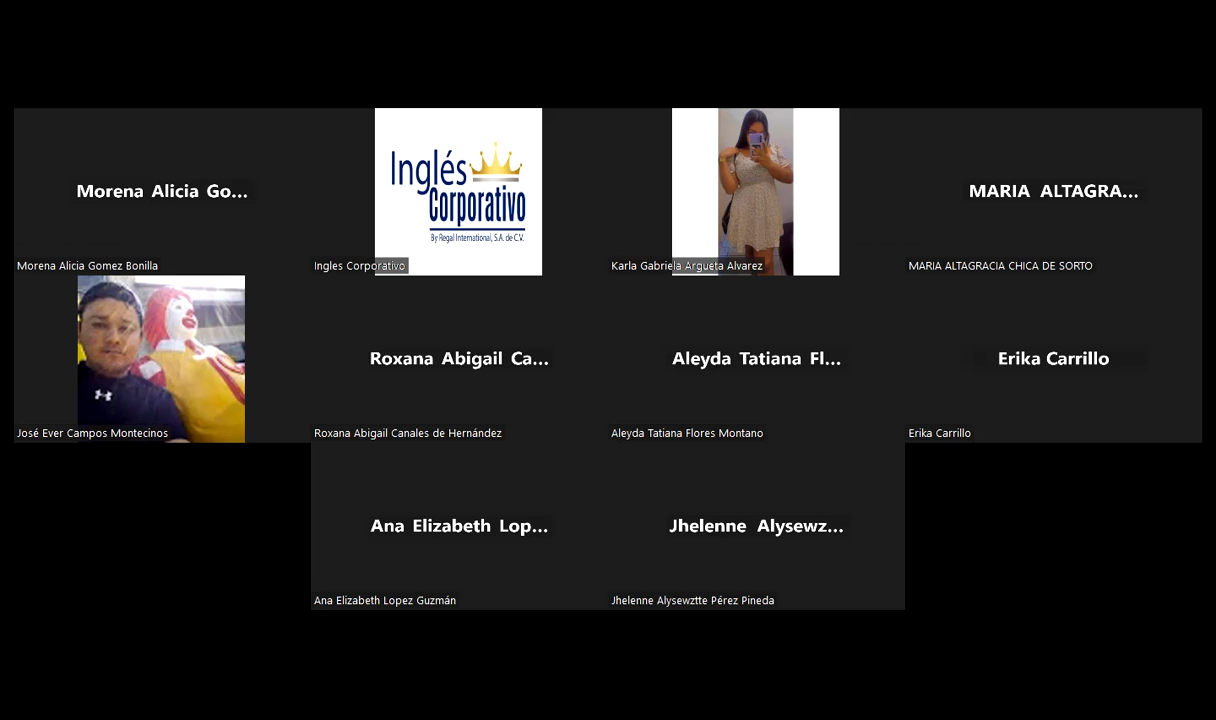 Morena Alicia Go...
Morena Alicia Gomez Bonilla
Inglés
Corporativo
By Regal International, S.A. de C.V.
Ingles Corporativo
Karla Gabriela Argueta Alvarez
MARIA ALTAGRA...
MARIA ALTAGRACIA CHICA DE SORTO
José Ever Campos Montecinos
Roxana Abigail Ca...
Roxana Abigail Canales de Hernández
Aleyda Tatiana Fl...
Aleyda Tatiana Flores Montano
Erika Carrillo
Erika Carrillo
Ana Elizabeth Lop...
Ana Elizabeth Lopez Guzmán
Jhelenne Alysewz...
Jhelenne Alysewztte Pérez Pineda